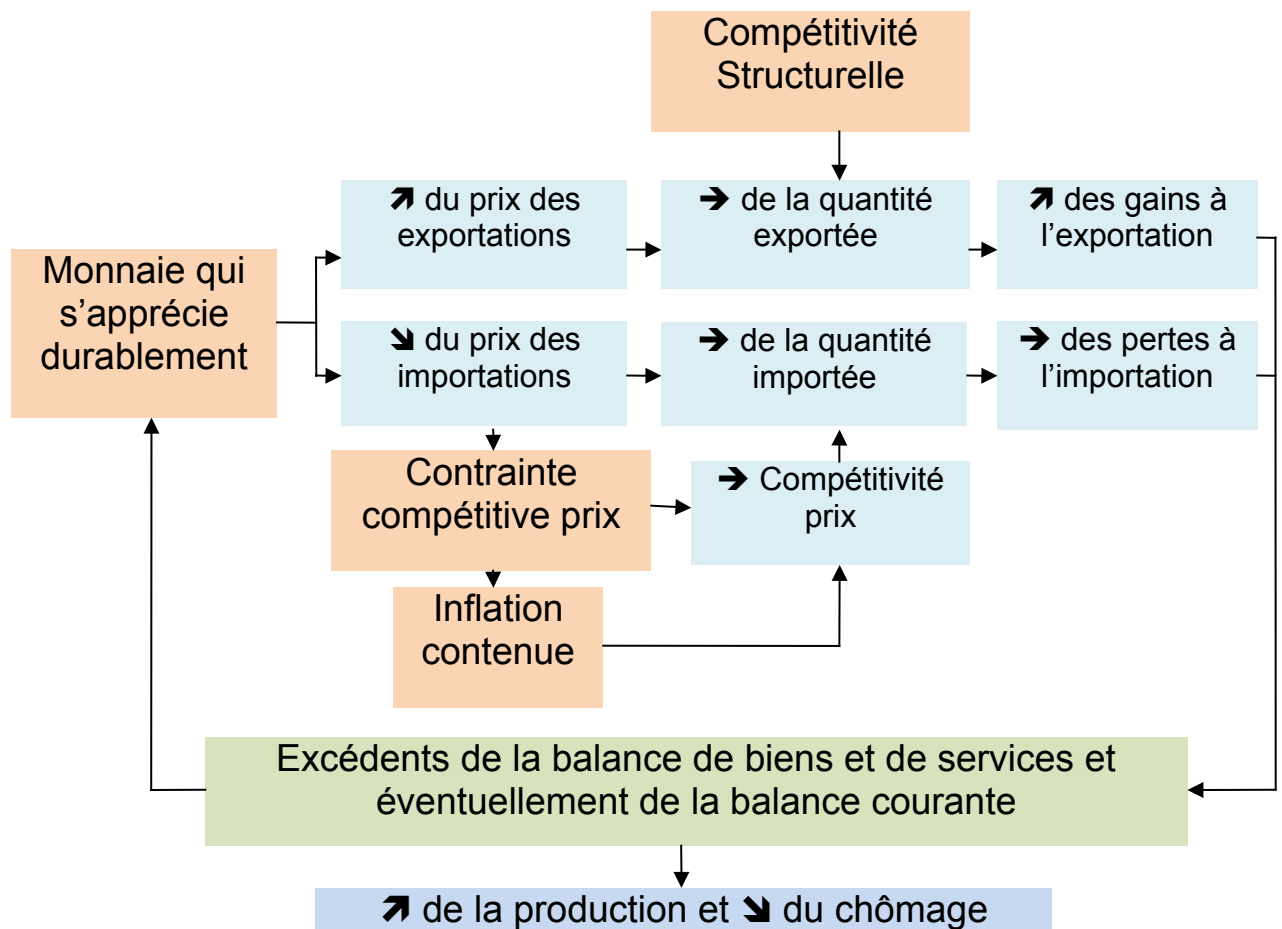 Compétitivité
Structurelle
🡽 du prix des
exportations
➔ de la quantité
exportée
🡽 des gains à
l’exportation
Monnaie qui
s’apprécie
durablement
🡾 du prix des
importations
➔ de la quantité
importée
➔ des pertes à
l’importation
Contrainte
compétitive prix
➔ Compétitivité
prix
Inflation
contenue
Excédents de la balance de biens et de services et
éventuellement de la balance courante
🡽 de la production et 🡾 du chômage